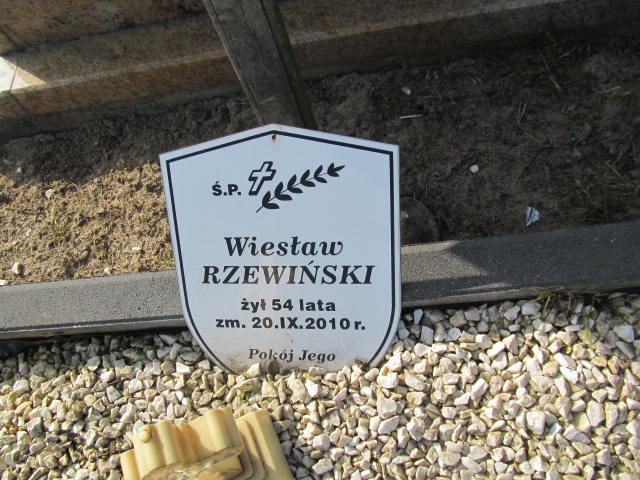 Ś.P.
Wiesław
RZEWIŃSKI
żył 54 lata
zm. 20.IX.2010 r.
Pokój Jego